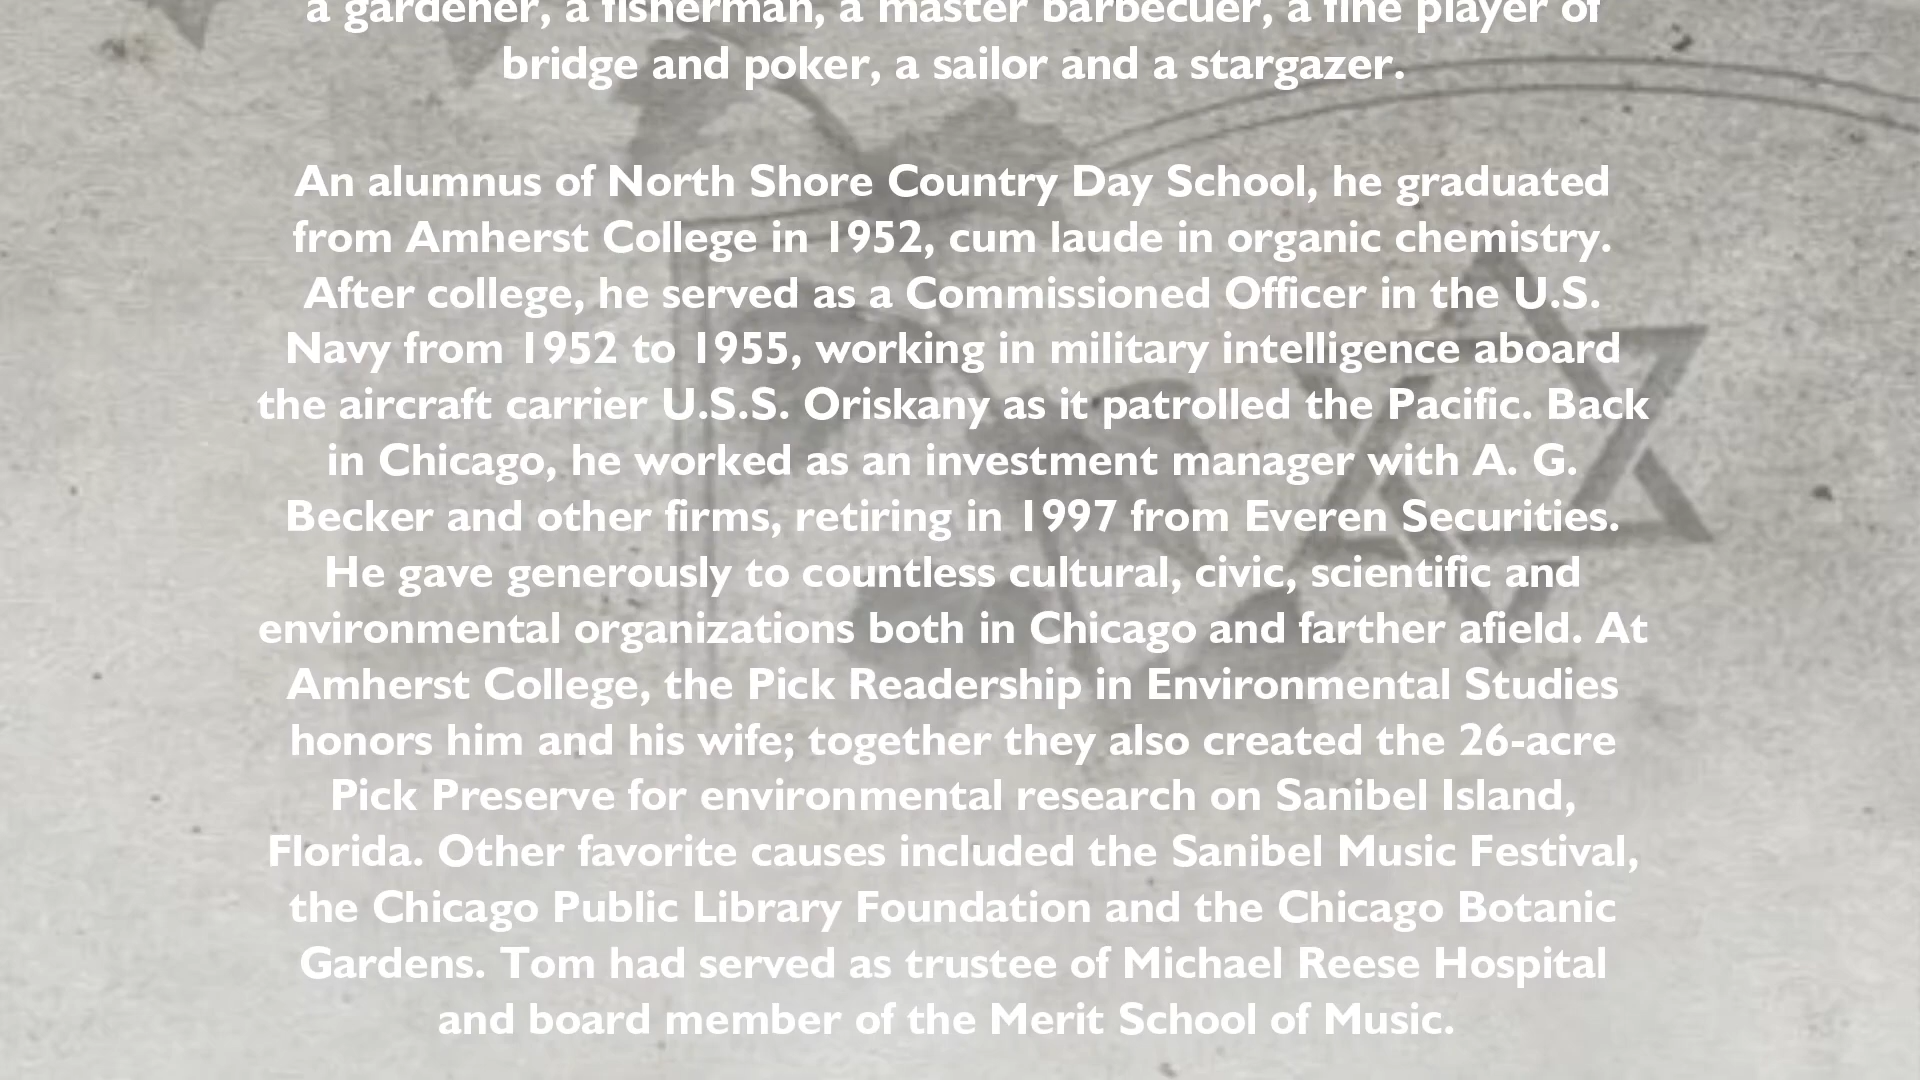 a gardener, a fisherman, a master barbecuer, a fine player of
bridge and poker, a sailor and a stargazer.
An alumnus of North Shore Country Day School, he graduated
from Amherst College in 1952, cum laude in organic chemistry.
After college, he served as a Commissioned Officer in the U.S.
Navy from 1952 to 1955, working in military intelligence aboard
the aircraft carrier U.S.S. Oriskany as it patrolled the Pacific. Back
in Chicago, he worked as an investment manager with A. G.
Becker and other firms, retiring in 1997 from Everen Securities.
He gave generously to countless cultural, civic, scientific and
environmental organizations both in Chicago and farther afield. At
Amherst College, the Pick Readership in Environmental Studies
honors him and his wife; together they also created the 26-acre
Pick Preserve for environmental research on Sanibel Island,
Florida. Other favorite causes included the Sanibel Music Festival,
the Chicago Public Library Foundation and the Chicago Botanic
Gardens. Tom had served as trustee of Michael Reese Hospital
and board member of the Merit School of Music.